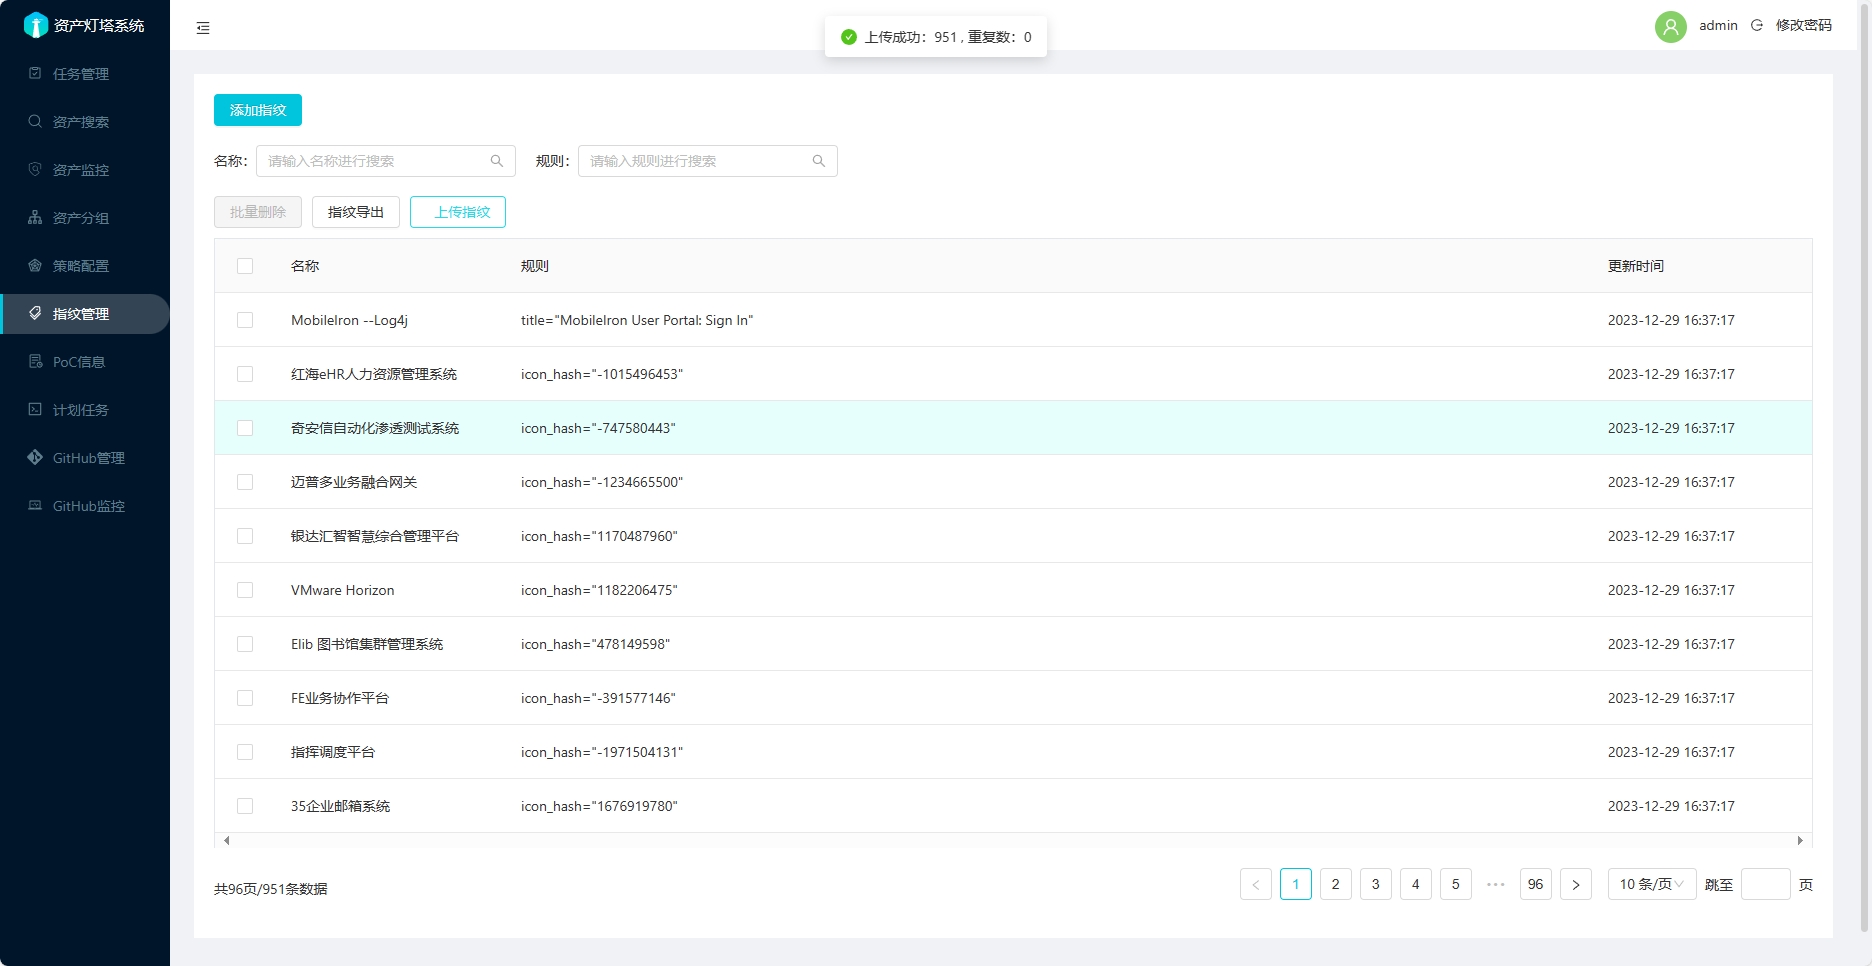 资产灯塔系统
上传成功：951 , 重复数：0
admin 修改密码
任务管理
资产搜索
资产监控
资产分组
策略配置
指纹管理
PoC信息
计划任务
GitHub管理
GitHub监控
添加指纹
名称： 请输入名称进行搜索 规则： 请输入规则进行搜索
批量删除 指纹导出 上传指纹
名称 规则 更新时间
MobileIron --Log4j title="MobileIron User Portal: Sign In" 2023-12-29 16:37:17
红海eHR人力资源管理系统 icon_hash="-1015496453" 2023-12-29 16:37:17
奇安信自动化渗透测试系统 icon_hash="-747580443" 2023-12-29 16:37:17
迈普多业务融合网关 icon_hash="-1234665500" 2023-12-29 16:37:17
银达汇智智慧综合管理平台 icon_hash="1170487960" 2023-12-29 16:37:17
VMware Horizon icon_hash="1182206475" 2023-12-29 16:37:17
Elib 图书馆集群管理系统 icon_hash="478149598" 2023-12-29 16:37:17
FE业务协作平台 icon_hash="-391577146" 2023-12-29 16:37:17
指挥调度平台 icon_hash="-1971504131" 2023-12-29 16:37:17
35企业邮箱系统 icon_hash="1676919780" 2023-12-29 16:37:17
共96页/951条数据 < 1 2 3 4 5 ••• 96 > 10 条/页 跳至 页